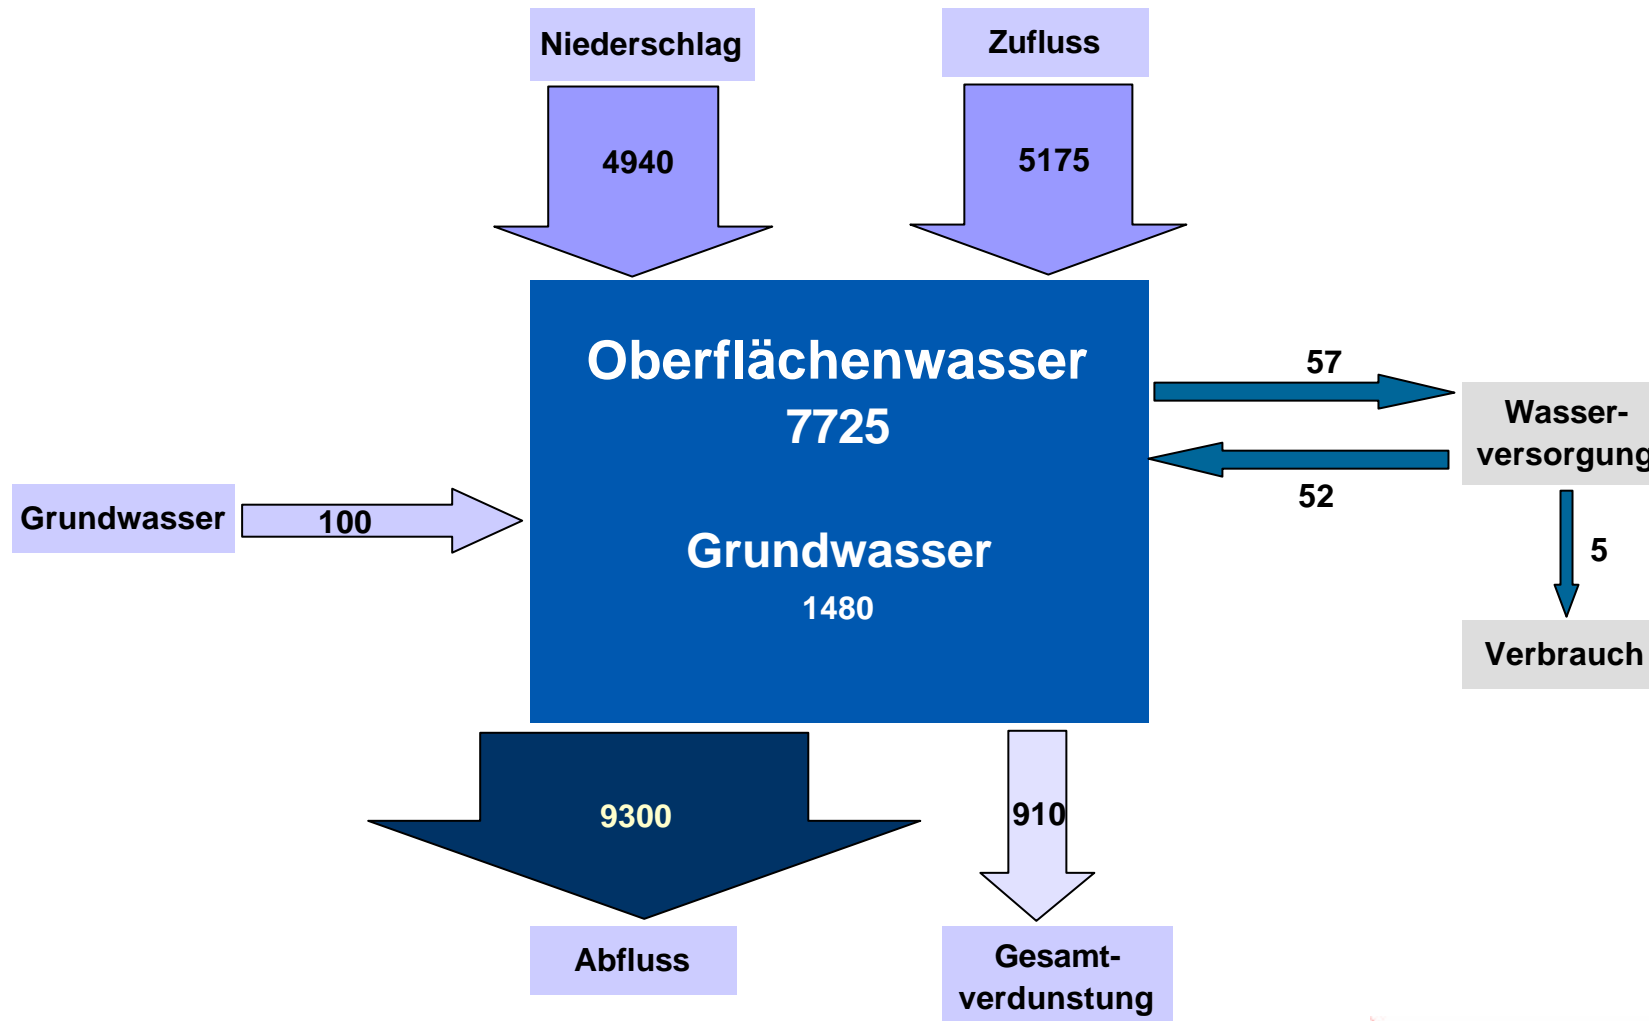 Niederschlag
Zufluss
4940
5175
Oberflächenwasser
7725
57
Wasser-
versorgung
52
Grundwasser
100
Grundwasser
1480
5
Verbrauch
9300
910
Abfluss
Gesamt-
verdunstung